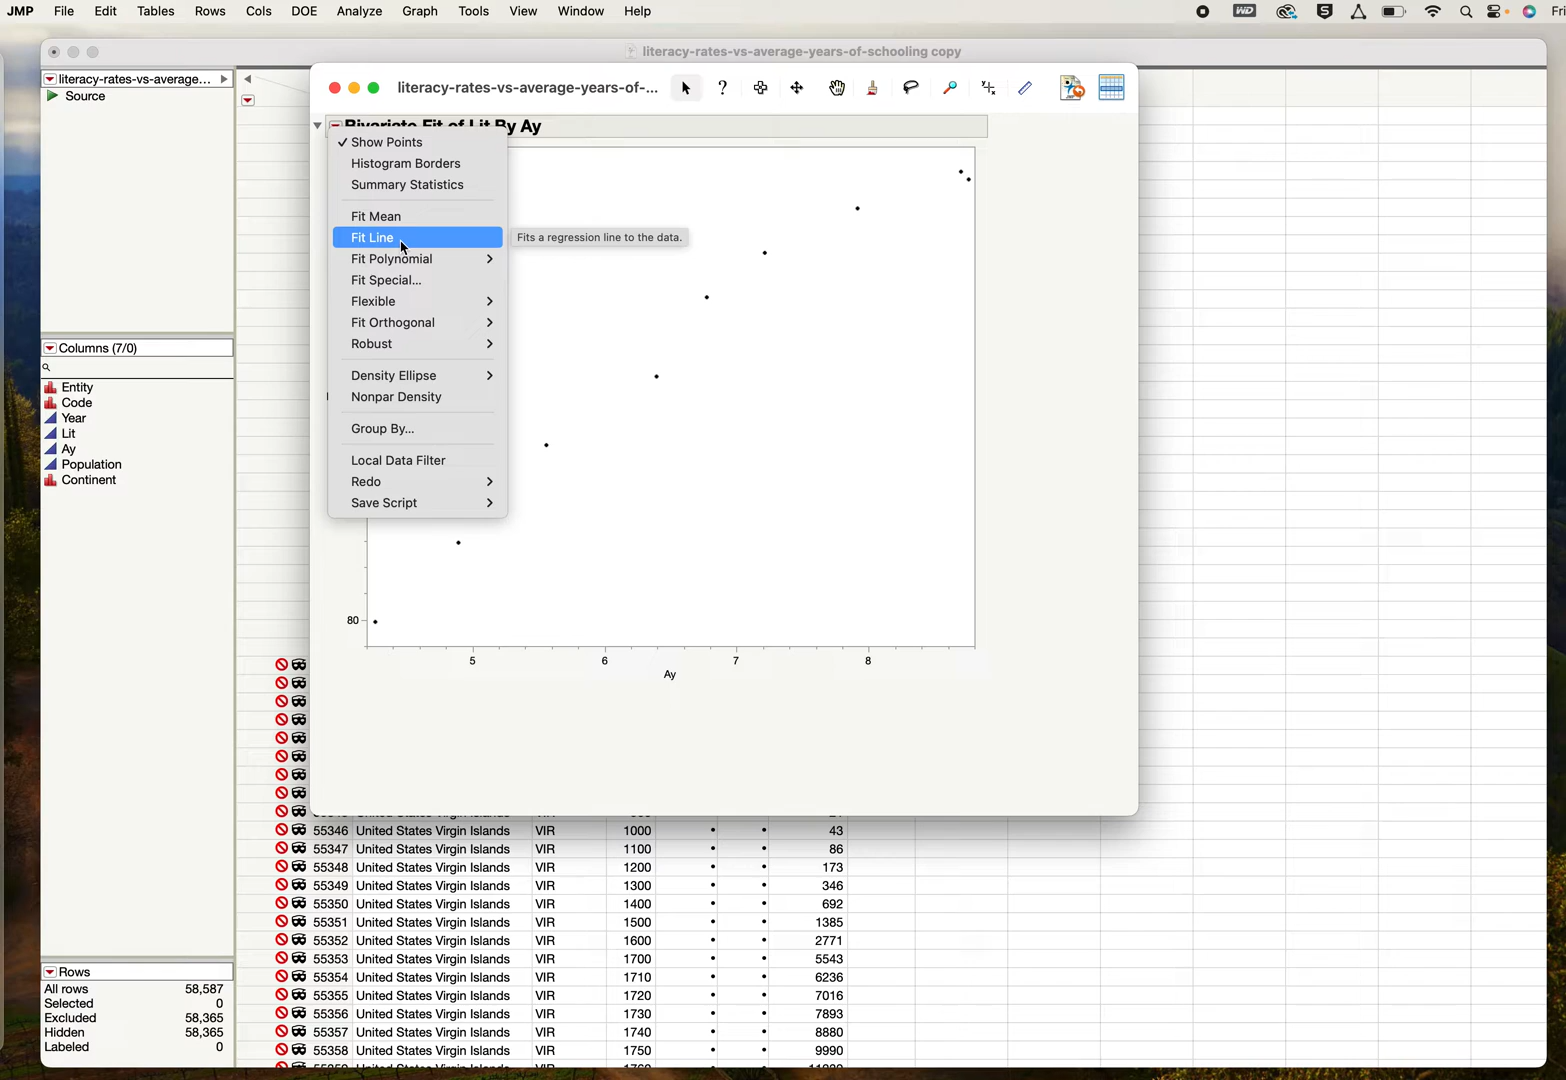 JMP File Edit Tables Rows Cols DOE Analyze Graph Tools View Window Help WD Fri
literacy-rates-vs-average-years-of-schooling copy
literacy-rates-vs-average...
Source
literacy-rates-vs-average-years-of-...
Bivariate Fit of Lit By Ay
Show Points
Histogram Borders
Summary Statistics
Fit Mean
Fit Line
Fits a regression line to the data.
Fit Polynomial
Fit Special...
Flexible
Fit Orthogonal
Robust
Density Ellipse
Nonpar Density
Group By...
Local Data Filter
Redo
Save Script
80
5 6 7 8
Ay
Columns (7/0)
Entity
Code
Year
Lit
Ay
Population
Continent
55346 United States Virgin Islands VIR 1000 • • 43
55347 United States Virgin Islands VIR 1100 • • 86
55348 United States Virgin Islands VIR 1200 • • 173
55349 United States Virgin Islands VIR 1300 • • 346
55350 United States Virgin Islands VIR 1400 • • 692
55351 United States Virgin Islands VIR 1500 • • 1385
55352 United States Virgin Islands VIR 1600 • • 2771
55353 United States Virgin Islands VIR 1700 • • 5543
55354 United States Virgin Islands VIR 1710 • • 6236
55355 United States Virgin Islands VIR 1720 • • 7016
55356 United States Virgin Islands VIR 1730 • • 7893
55357 United States Virgin Islands VIR 1740 • • 8880
55358 United States Virgin Islands VIR 1750 • • 9990
Rows
All rows 58,587
Selected 0
Excluded 58,365
Hidden 58,365
Labeled 0